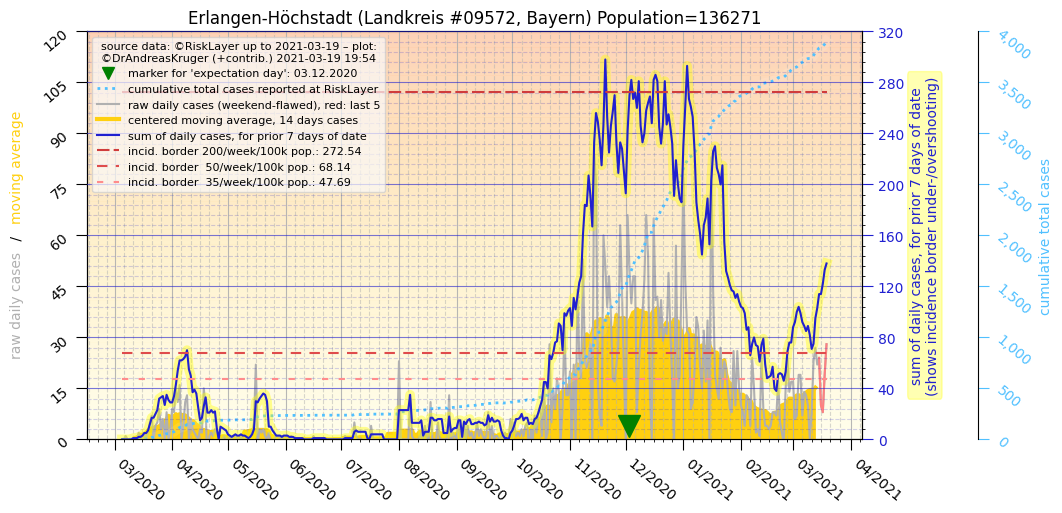 Erlangen-Höchstadt (Landkreis #09572, Bayern) Population=136271
source data: ©RiskLayer up to 2021-03-19 – plot:
©DrAndreasKruger (+contrib.) 2021-03-19 19:54
marker for 'expectation day': 03.12.2020
cumulative total cases reported at RiskLayer
raw daily cases (weekend-flawed), red: last 5
centered moving average, 14 days cases
sum of daily cases, for prior 7 days of date
incid. border 200/week/100k pop.: 272.54
incid. border  50/week/100k pop.: 68.14
incid. border  35/week/100k pop.: 47.69
raw daily cases / moving average
120
105
90
75
60
45
30
15
0
320
280
240
200
160
120
80
40
0
sum of daily cases, for prior 7 days of date
(shows incidence border under-/overshooting)
4,000
3,500
3,000
2,500
2,000
1,500
1,000
500
0
cumulative total cases
03/2020
04/2020
05/2020
06/2020
07/2020
08/2020
09/2020
10/2020
11/2020
12/2020
01/2021
02/2021
03/2021
04/2021